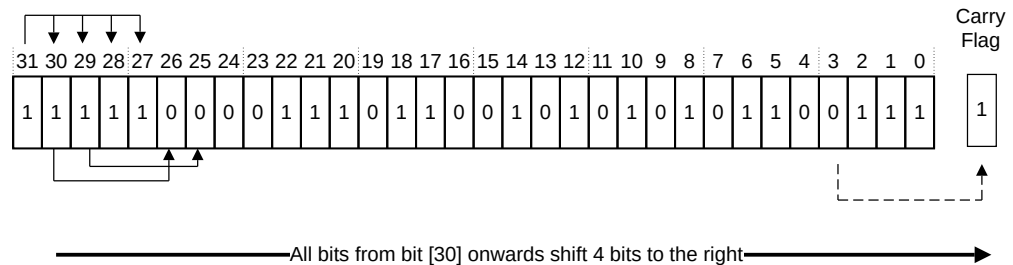 Carry
Flag
31 30 29 28 27 26 25 24 23 22 21 20 19 18 17 16 15 14 13 12 11 10 9 8 7 6 5 4 3 2 1 0
1 1 1 1 1 0 0 0 0 1 1 1 0 1 1 0 0 1 0 1 0 1 0 1 0 1 1 0 0 1 1 1 1
All bits from bit [30] onwards shift 4 bits to the right